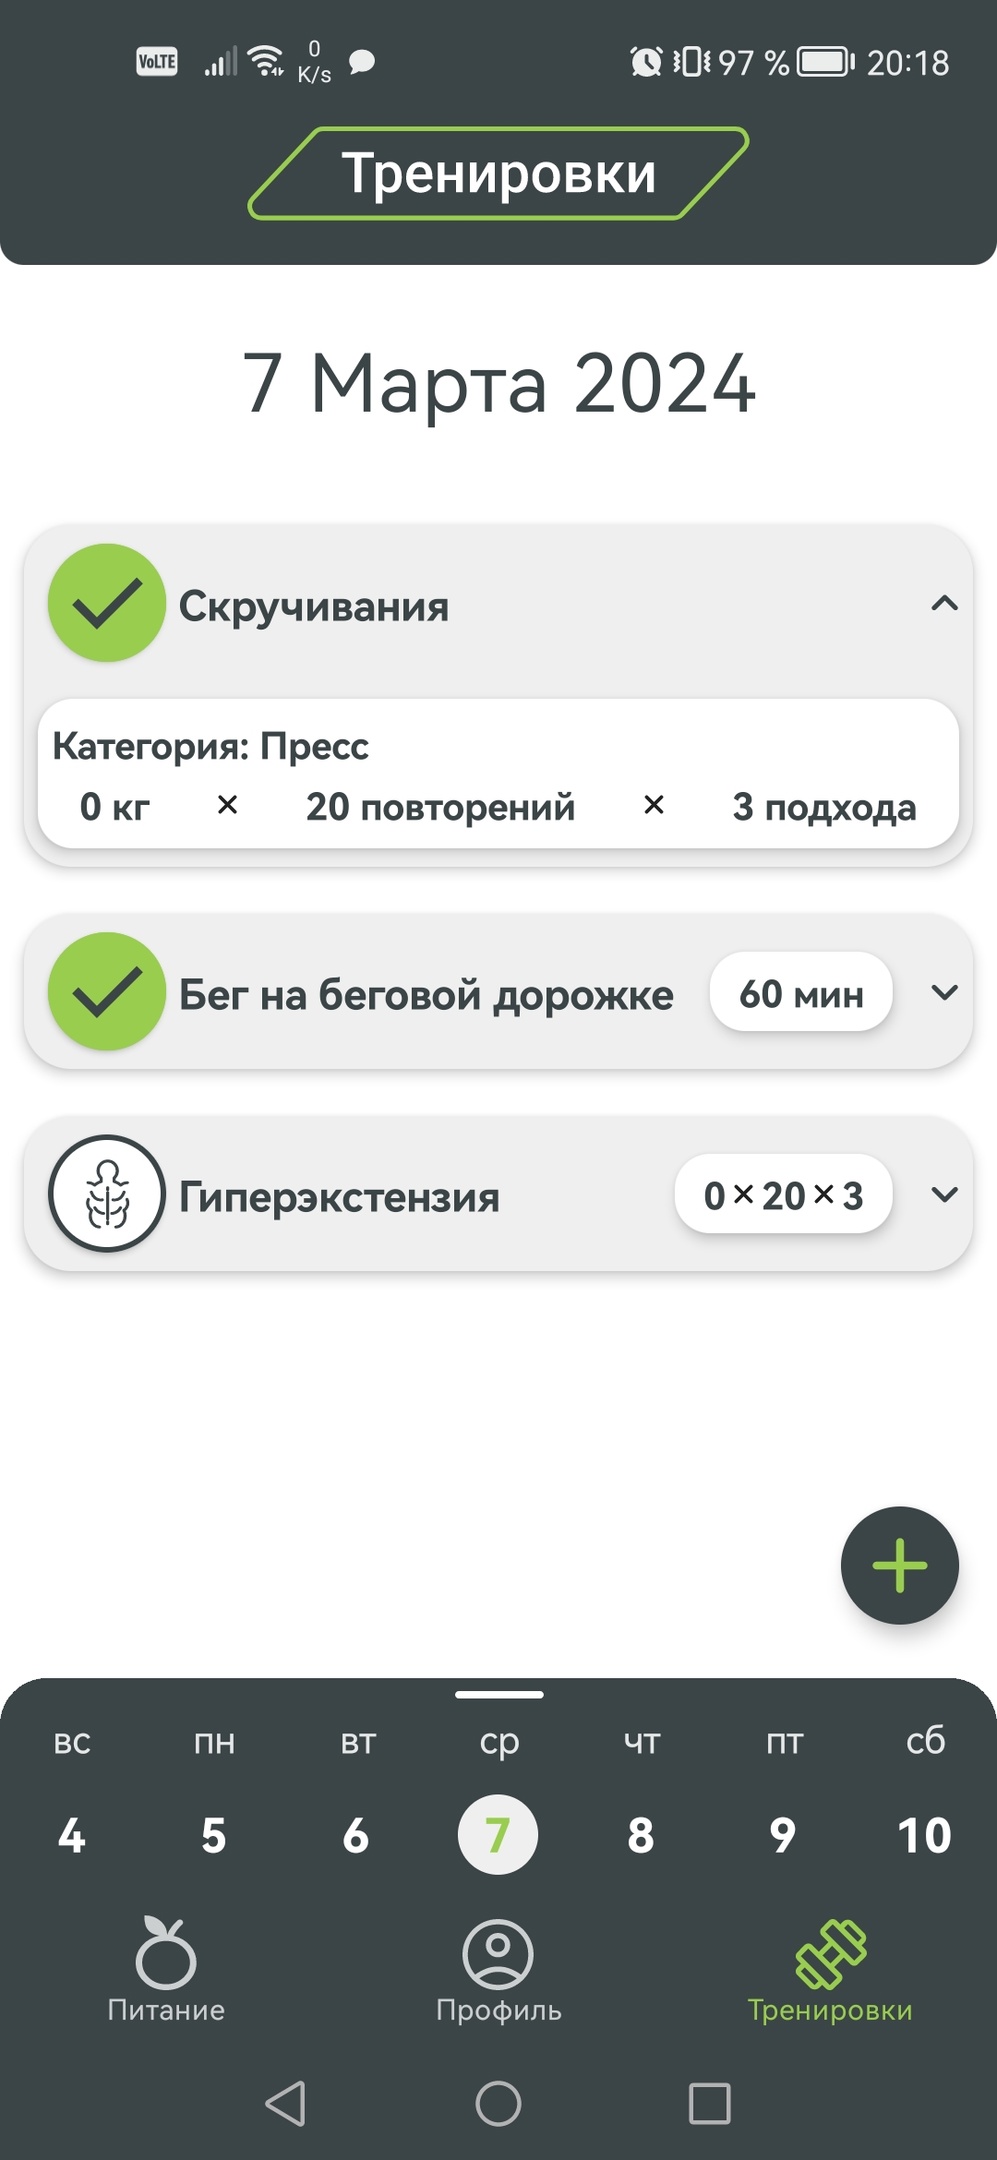 VoLTE 0 K/s 97 % 20:18
Тренировки
7 Марта 2024
Скручивания
Категория: Пресс
0 кг × 20 повторений × 3 подхода
Бег на беговой дорожке 60 мин
Гиперэкстензия 0 × 20 × 3
вс пн вт ср чт пт сб
4 5 6 7 8 9 10
Питание Профиль Тренировки